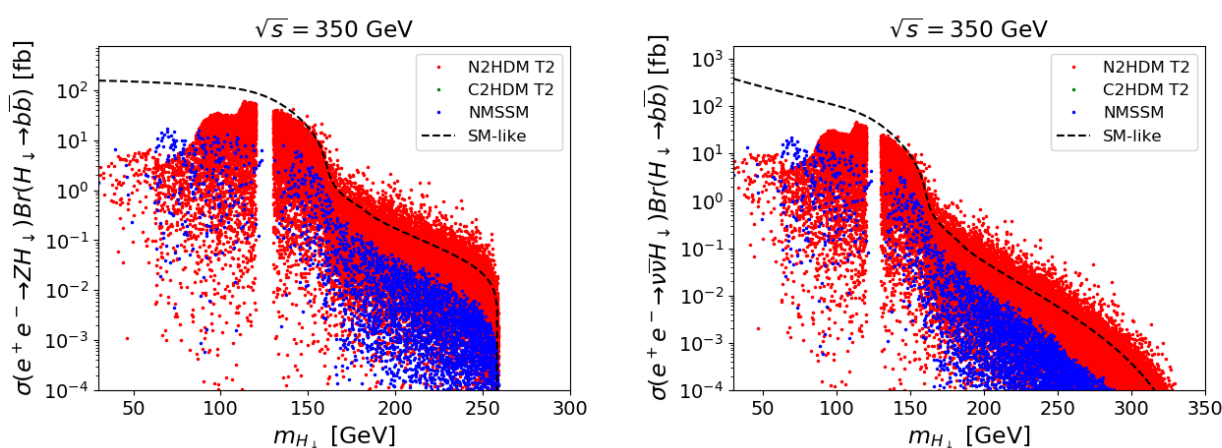 √s = 350 GeV
σ(e⁺ e⁻ → ZH↓)Br(H↓ → bb̅) [fb]
10²
10¹
10⁰
10⁻¹
10⁻²
10⁻³
10⁻⁴
N2HDM T2
C2HDM T2
NMSSM
SM-like
50 100 150 200 250 300
m_H↓ [GeV]
√s = 350 GeV
σ(e⁺ e⁻ → νν̅H↓)Br(H↓ → bb̅) [fb]
10³
10²
10¹
10⁰
10⁻¹
10⁻²
10⁻³
10⁻⁴
N2HDM T2
C2HDM T2
NMSSM
SM-like
50 100 150 200 250 300 350
m_H↓ [GeV]